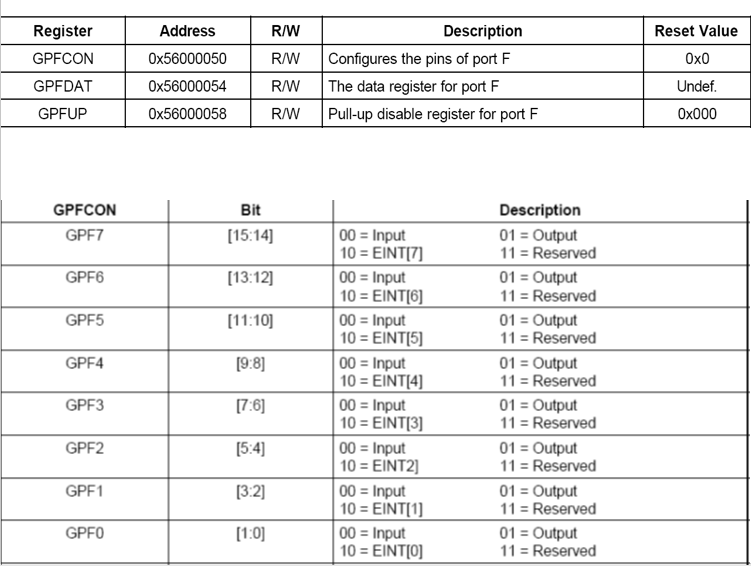 Register Address R/W Description Reset Value
GPFCON 0x56000050 R/W Configures the pins of port F 0x0
GPFDAT 0x56000054 R/W The data register for port F Undef.
GPFUP 0x56000058 R/W Pull-up disable register for port F 0x000
GPFCON Bit Description
GPF7 [15:14] 00 = Input 01 = Output
10 = EINT[7] 11 = Reserved
GPF6 [13:12] 00 = Input 01 = Output
10 = EINT[6] 11 = Reserved
GPF5 [11:10] 00 = Input 01 = Output
10 = EINT[5] 11 = Reserved
GPF4 [9:8] 00 = Input 01 = Output
10 = EINT[4] 11 = Reserved
GPF3 [7:6] 00 = Input 01 = Output
10 = EINT[3] 11 = Reserved
GPF2 [5:4] 00 = Input 01 = Output
10 = EINT2] 11 = Reserved
GPF1 [3:2] 00 = Input 01 = Output
10 = EINT[1] 11 = Reserved
GPF0 [1:0] 00 = Input 01 = Output
10 = EINT[0] 11 = Reserved